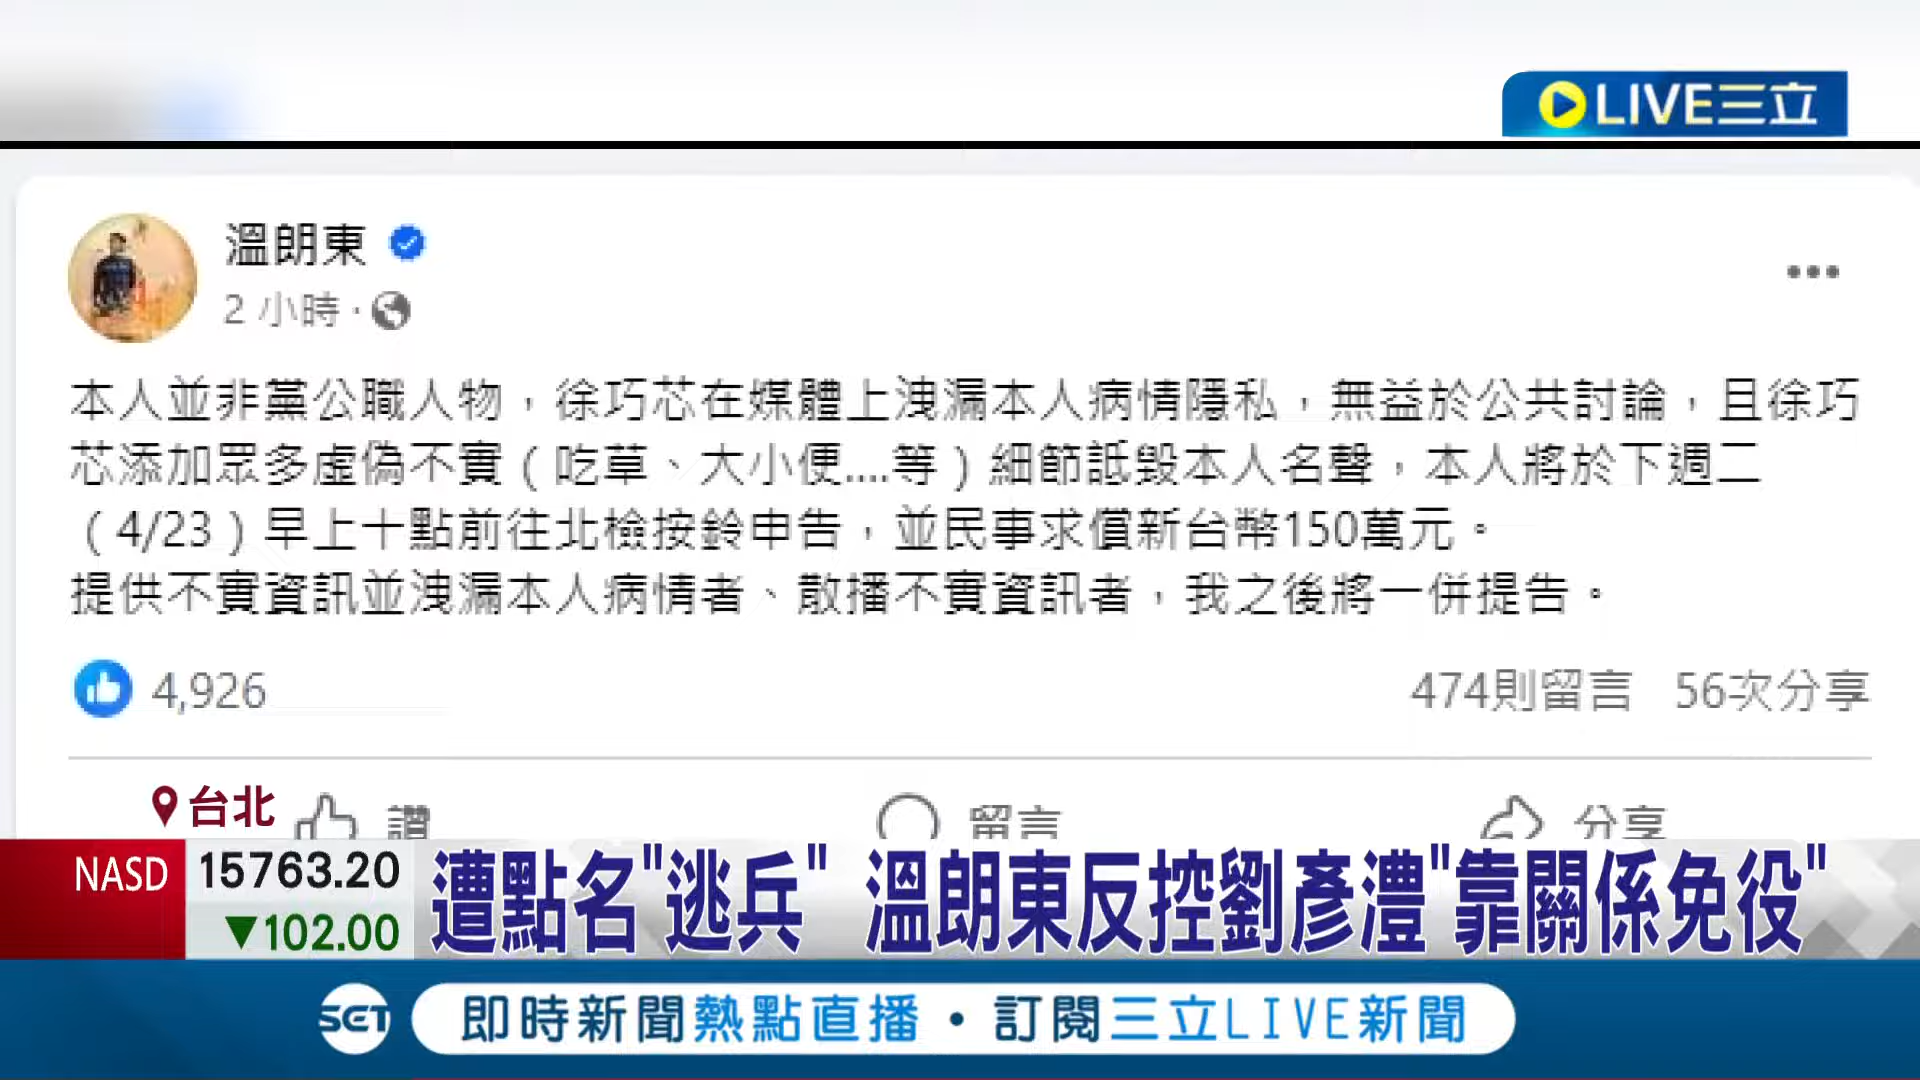 LIVE三立
溫朗東
2 小時 ·
本人並非黨公職人物，徐巧芯在媒體上洩漏本人病情隱私，無益於公共討論，且徐巧
芯添加眾多虛偽不實（吃草、大小便....等）細節詆毀本人名聲，本人將於下週二
（4/23）早上十點前往北檢按鈴申告，並民事求償新台幣150萬元。
提供不實資訊並洩漏本人病情者、散播不實資訊者，我之後將一併提告。
4,926 474則留言 56次分享
台北
讚 留言 分享
NASD 15763.20
▼102.00
遭點名"逃兵" 溫朗東反控劉彥澧"靠關係免役"
SET 即時新聞熱點直播・訂閱三立LIVE新聞